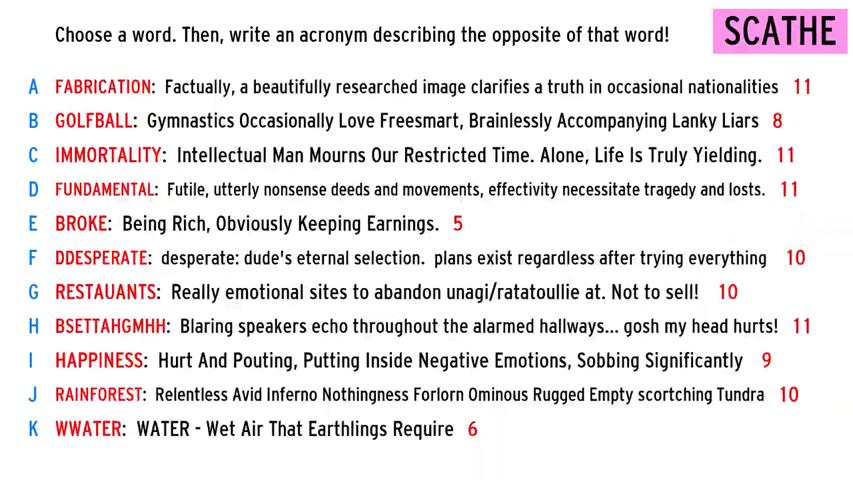 Choose a word. Then, write an acronym describing the opposite of that word! SCATHE
A FABRICATION: Factually, a beautifully researched image clarifies a truth in occasional nationalities 11
B GOLFBALL: Gymnastics Occasionally Love Freesmart, Brainlessly Accompanying Lanky Liars 8
C IMMORTALITY: Intellectual Man Mourns Our Restricted Time. Alone, Life Is Truly Yielding. 11
D FUNDAMENTAL: Futile, utterly nonsense deeds and movements, effectivity necessitate tragedy and losts. 11
E BROKE: Being Rich, Obviously Keeping Earnings. 5
F DDESPERATE: desperate: dude's eternal selection. plans exist regardless after trying everything 10
G RESTAUANTS: Really emotional sites to abandon unagi/ratatoullie at. Not to sell! 10
H BSETTAHGMHH: Blaring speakers echo throughout the alarmed hallways... gosh my head hurts! 11
I HAPPINESS: Hurt And Pouting, Putting Inside Negative Emotions, Sobbing Significantly 9
J RAINFOREST: Relentless Avid Inferno Nothingness Forlorn Ominous Rugged Empty scortching Tundra 10
K WWATER: WATER - Wet Air That Earthlings Require 6